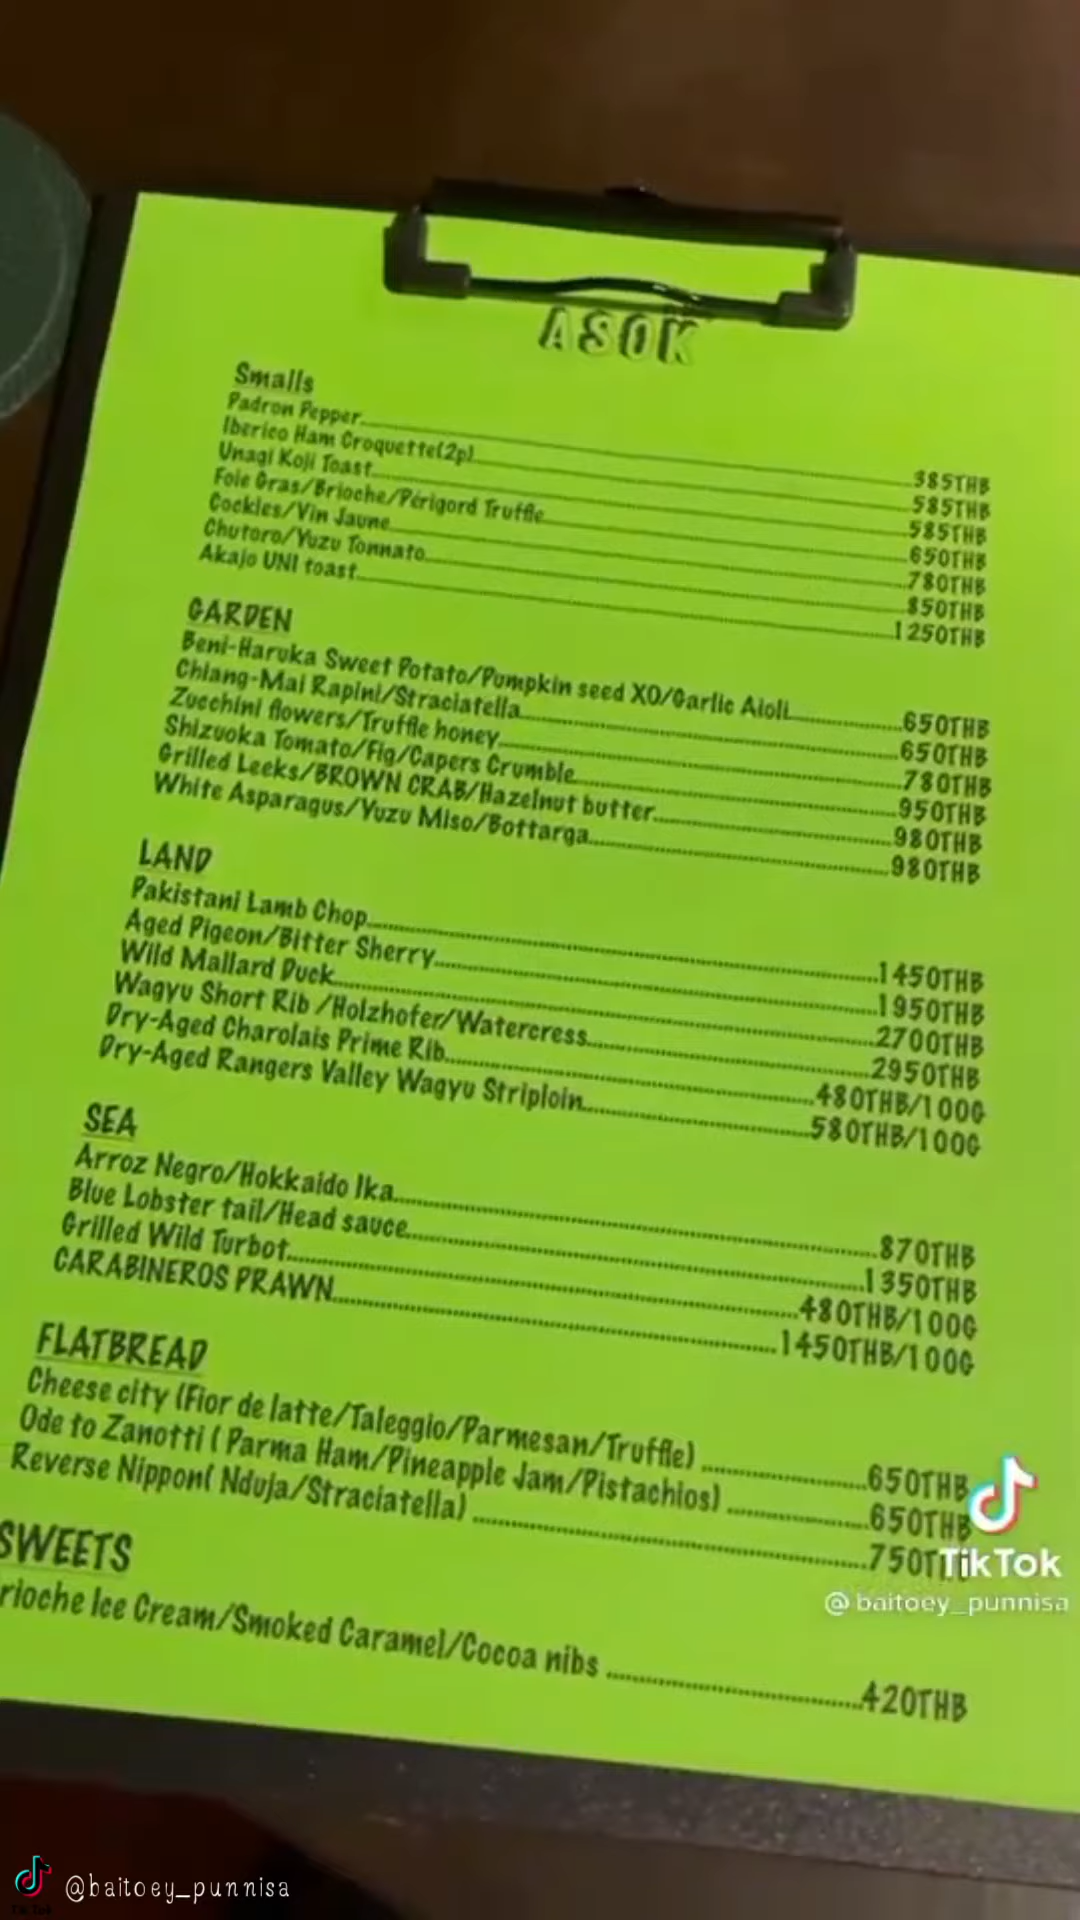 ASOK
Smalls
Padron Pepper 385THB
Iberico Ham Croquette(2p) 585THB
Unagi Koji Toast 585THB
Foie Gras/Brioche/Périgord Truffle 650THB
Cockles/Vin Jaune 780THB
Chutoro/Yuzu Tonnato 850THB
Akajo UNI toast 1250THB
GARDEN
Beni-Haruka Sweet Potato/Pumpkin seed XO/Garlic Aioli 650THB
Chiang-Mai Rapini/Straciatella 650THB
Zucchini flowers/Truffle honey 780THB
Shizuoka Tomato/Fig/Capers Crumble 950THB
Grilled Leeks/BROWN CRAB/Hazelnut butter 980THB
White Asparagus/Yuzu Miso/Bottarga 980THB
LAND
Pakistani Lamb Chop 1450THB
Aged Pigeon/Bitter Sherry 1950THB
Wild Mallard Duck 2700THB
Wagyu Short Rib /Holzhofer/Watercress 2950THB
Dry-Aged Charolais Prime Rib 480THB/100G
Dry-Aged Rangers Valley Wagyu Striploin 580THB/100G
SEA
Arroz Negro/Hokkaido Ika 870THB
Blue Lobster tail/Head sauce 1350THB
Grilled Wild Turbot 480THB/100G
CARABINEROS PRAWN 1450THB/100G
FLATBREAD
Cheese city (Fior de latte/Taleggio/Parmesan/Truffle) 650THB
Ode to Zanotti ( Parma Ham/Pineapple Jam/Pistachios) 650THB
Reverse Nippon( Nduja/Straciatella) 750T
SWEETS
rioche Ice Cream/Smoked Caramel/Cocoa nibs 420THB
TikTok
@baitoey_punnisa
@baitoey_punnisa